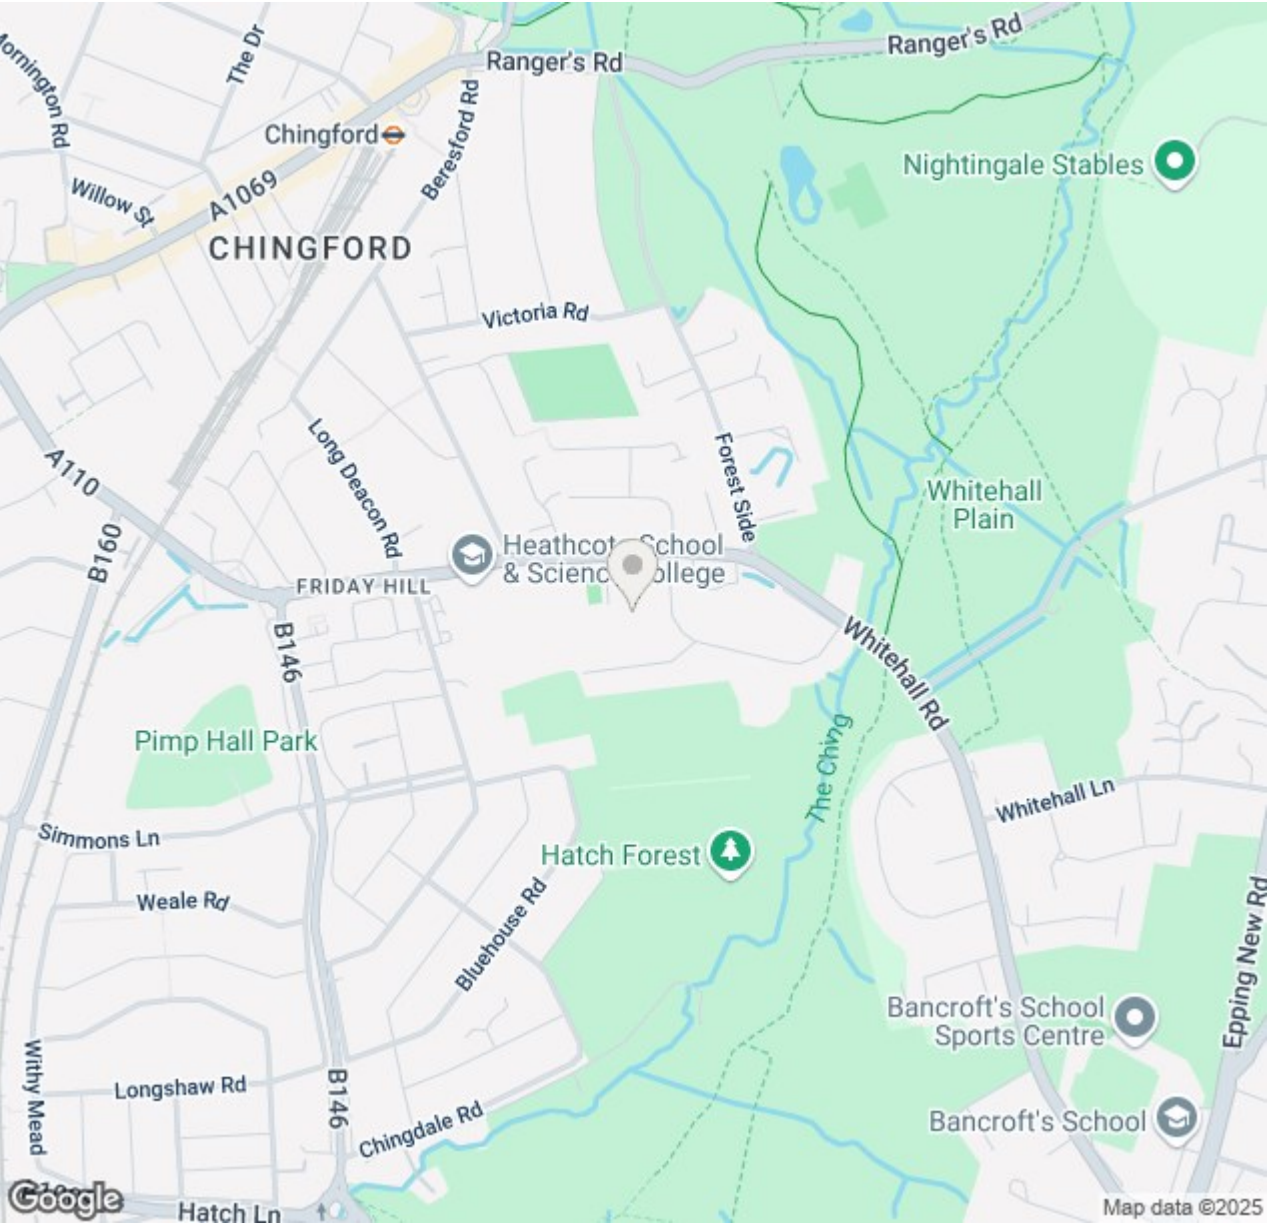 Ranger's Rd
Ranger's Rd
Mornington Rd
The Dr
Chingford
Beresford Rd
Nightingale Stables
Willow St
A1069
CHINGFORD
Victoria Rd
Long Deacon Rd
A110
Forest Side
Whitehall
Plain
B160
Heathcote School
& Science College
FRIDAY HILL
B146
Whitehall Rd
Pimp Hall Park
The Ching
Whitehall Ln
Simmons Ln
Hatch Forest
Weale Rd
Bluehouse Rd
Epping New Rd
Bancroft's School
Sports Centre
Withy Mead
Longshaw Rd
B146
Chingdale Rd
Bancroft's School
Google
Hatch Ln
Map data ©2025